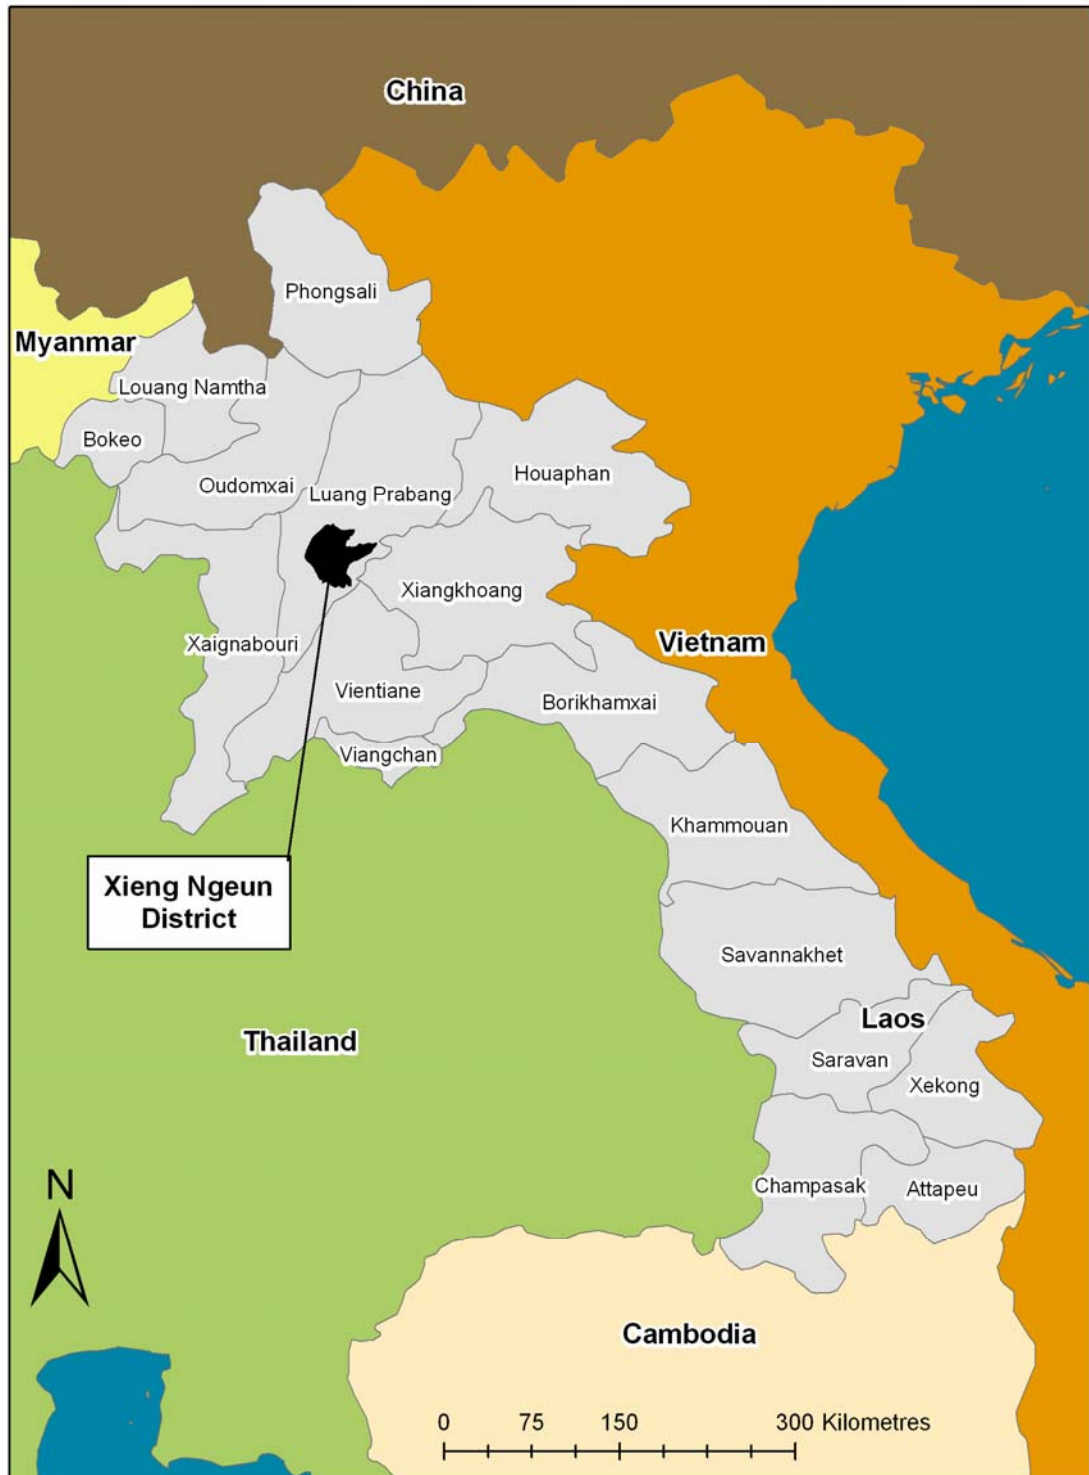 China
Phongsali
Myanmar
Louang Namtha
Bokeo
Houaphan
Oudomxai
Luang Prabang
Xiangkhoang
Xaignabouri
Vietnam
Vientiane
Borikhamxai
Viangchan
Khammouan
Xieng Ngeun
District
Savannakhet
Laos
Thailand
Saravan
Xekong
Champasak
Attapeu
N
Cambodia
0 75 150 300 Kilometres